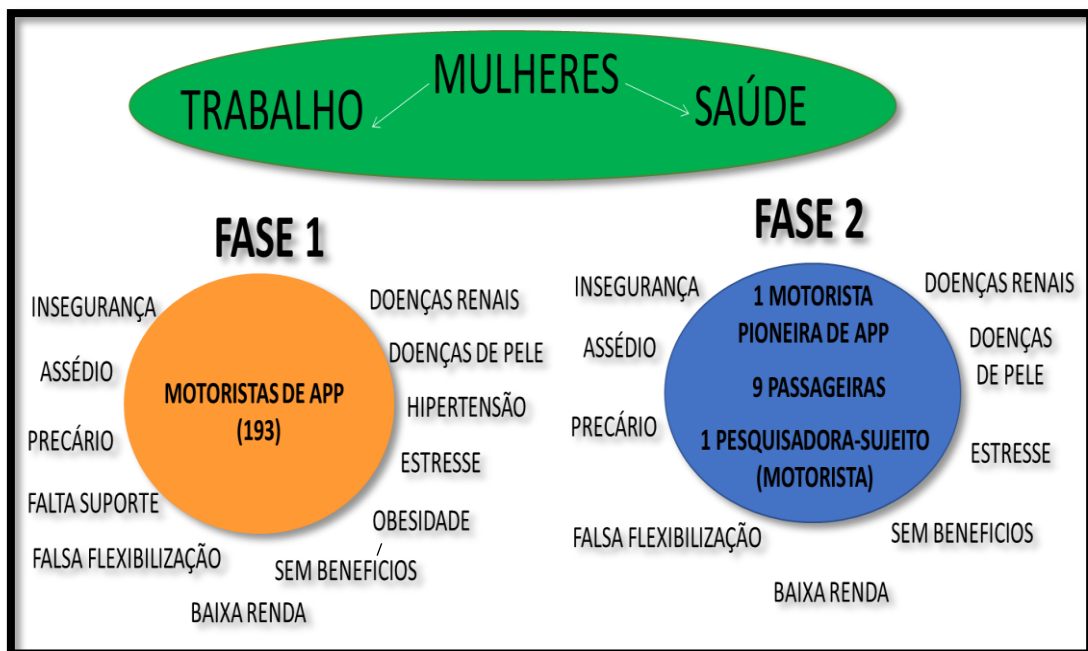 MULHERES
TRABALHO
SAÚDE
FASE 1
INSEGURANÇA
ASSÉDIO
PRECÁRIO
FALTA SUPORTE
FALSA FLEXIBILIZAÇÃO
BAIXA RENDA
MOTORISTAS DE APP
(193)
DOENÇAS RENAIS
DOENÇAS DE PELE
HIPERTENSÃO
ESTRESSE
OBESIDADE
/
SEM BENEFÍCIOS
FASE 2
INSEGURANÇA
ASSÉDIO
PRECÁRIO
FALSA FLEXIBILIZAÇÃO
BAIXA RENDA
1 MOTORISTA
PIONEIRA DE APP
9 PASSAGEIRAS
1 PESQUISADORA-SUJEITO
(MOTORISTA)
DOENÇAS RENAIS
DOENÇAS
DE PELE
ESTRESSE
SEM BENEFICIOS